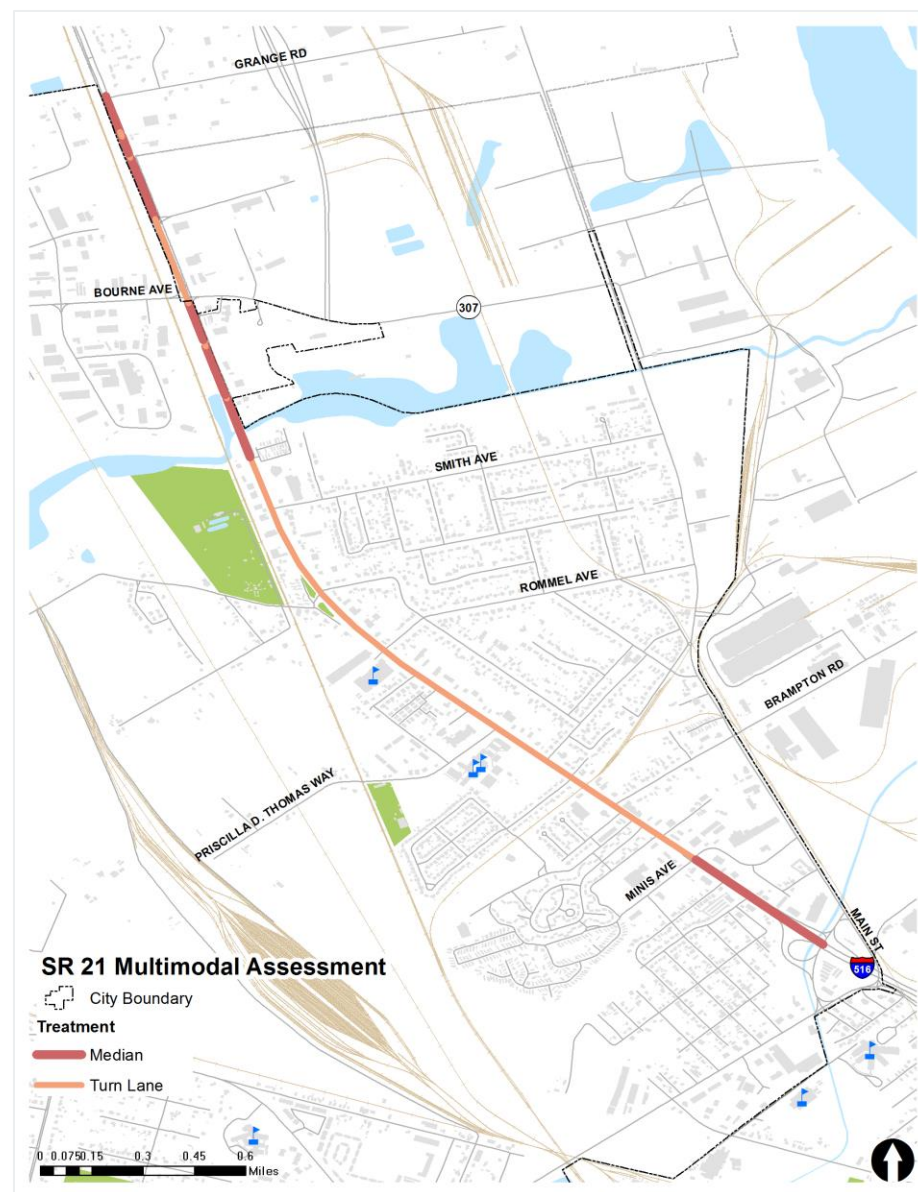 GRANGE RD
BOURNE AVE
307
SMITH AVE
ROMMEL AVE
BRAMPTON RD
PRISCILLA D. THOMAS WAY
MINIS AVE
MAIN ST
516
SR 21 Multimodal Assessment
City Boundary
Treatment
Median
Turn Lane
0 0.075 0.15 0.3 0.45 0.6
Miles